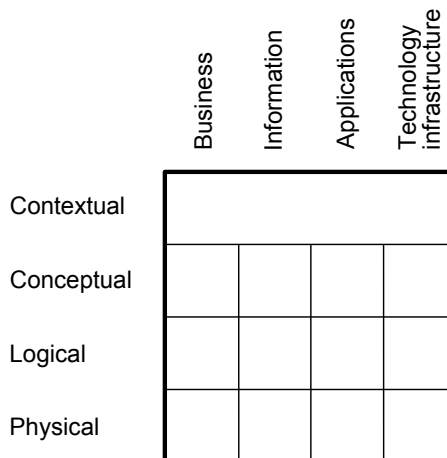 Business
Information
Applications
Technology
infrastructure
Contextual
Conceptual
Logical
Physical